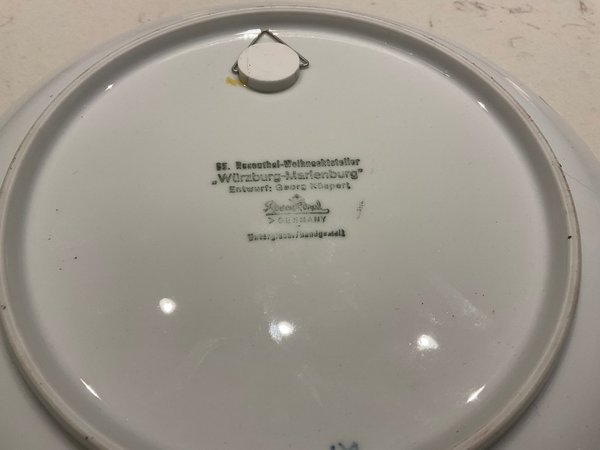 Rosenthal-Weihnachtsteller
„Würzburg-Marienburg"
Entwurf: Georg Küspert
Rosenthal
GERMANY
Unterglasur/handgemalt